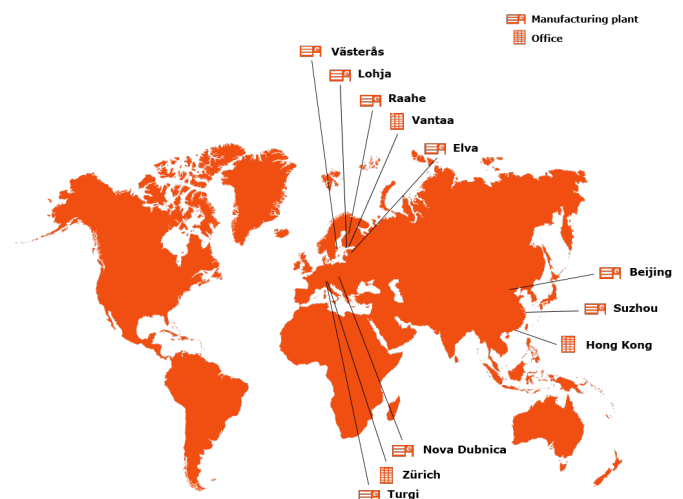 Manufacturing plant
Office
Västerås
Lohja
Raahe
Vantaa
Elva
Beijing
Suzhou
Hong Kong
Nova Dubnica
Zürich
Turgi